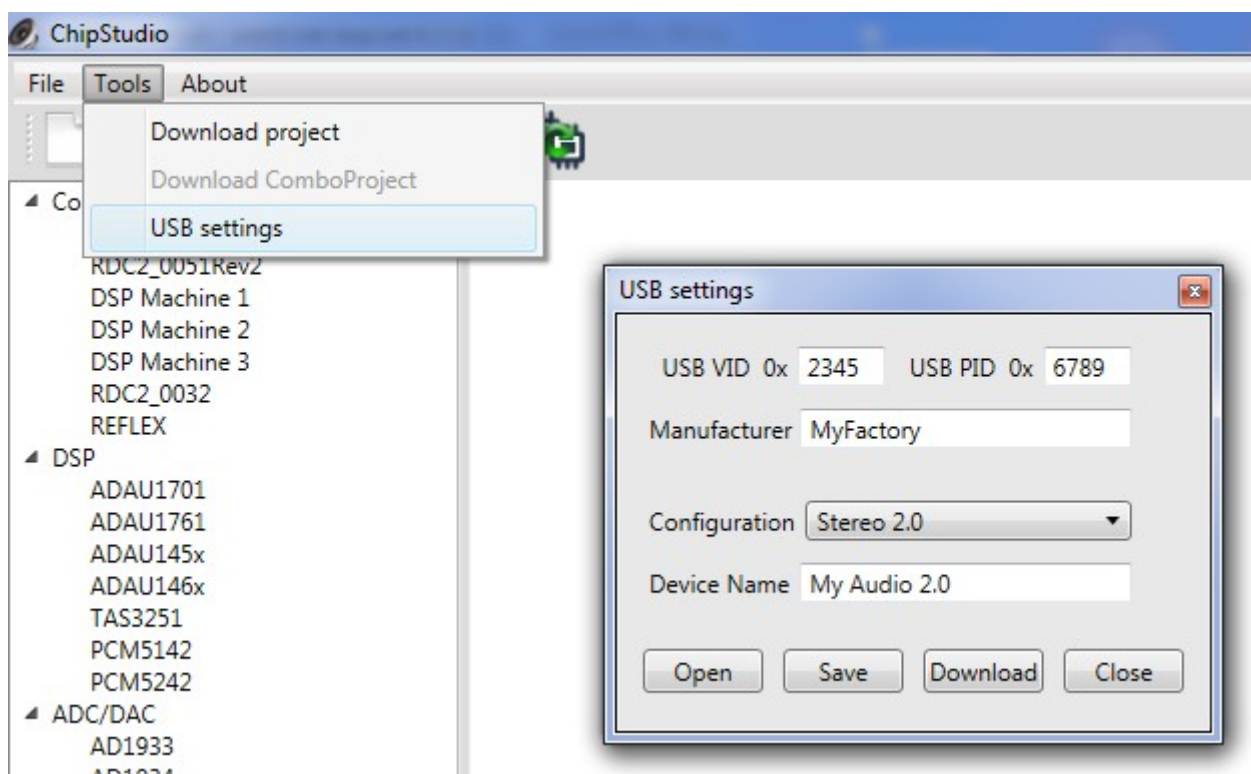 ChipStudio
File Tools About
Download project
Download ComboProject
USB settings
Co
RDC2_0051Rev2
DSP Machine 1
DSP Machine 2
DSP Machine 3
RDC2_0032
REFLEX
DSP
ADAU1701
ADAU1761
ADAU145x
ADAU146x
TAS3251
PCM5142
PCM5242
ADC/DAC
AD1933
USB settings
USB VID 0x 2345 USB PID 0x 6789
Manufacturer MyFactory
Configuration Stereo 2.0
Device Name My Audio 2.0
Open Save Download Close